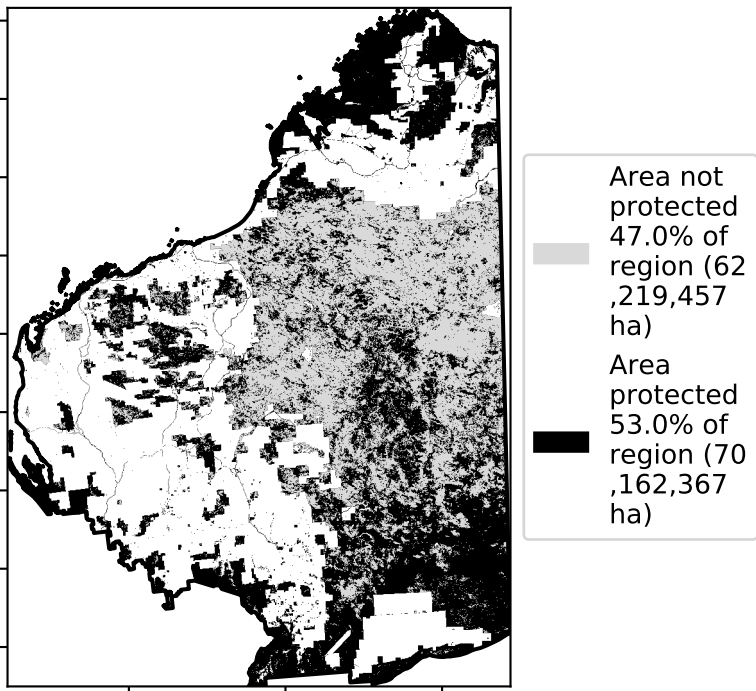 Area not
protected
47.0% of
region (62
,219,457
ha)
Area
protected
53.0% of
region (70
,162,367
ha)